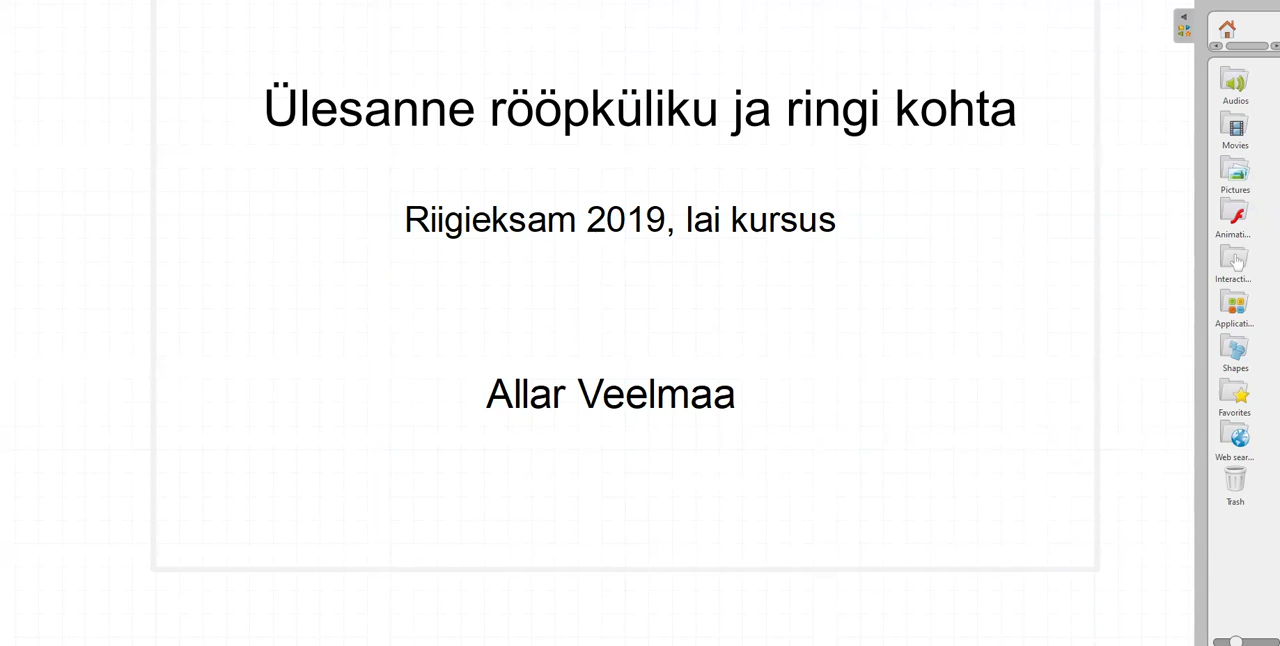 Ülesanne rööpküliku ja ringi kohta
Riigieksam 2019, lai kursus
Allar Veelmaa
Audios
Movies
Pictures
Animati...
Interacti...
Applicati...
Shapes
Favorites
Web sear...
Trash